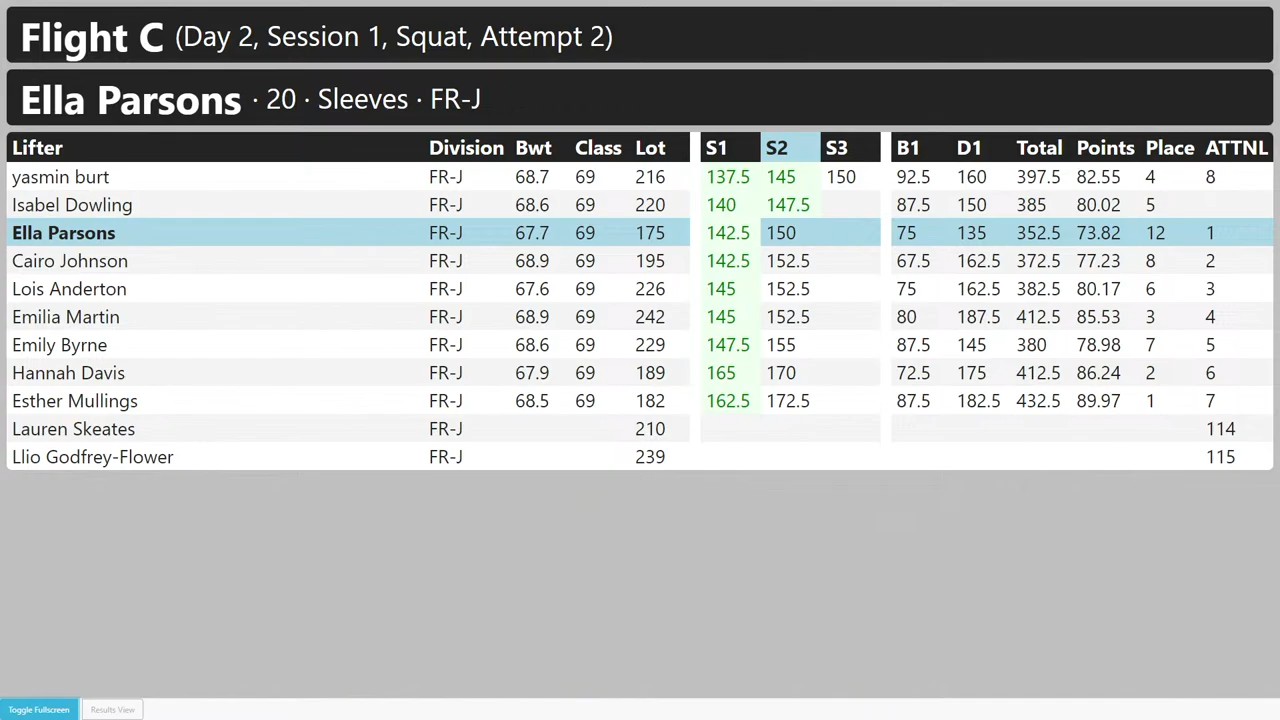 Flight C (Day 2, Session 1, Squat, Attempt 2)
Ella Parsons · 20 · Sleeves · FR-J
Lifter Division Bwt Class Lot S1 S2 S3 B1 D1 Total Points Place ATTNL
yasmin burt FR-J 68.7 69 216 137.5 145 150 92.5 160 397.5 82.55 4 8
Isabel Dowling FR-J 68.6 69 220 140 147.5 87.5 150 385 80.02 5
Ella Parsons FR-J 67.7 69 175 142.5 150 75 135 352.5 73.82 12 1
Cairo Johnson FR-J 68.9 69 195 142.5 152.5 67.5 162.5 372.5 77.23 8 2
Lois Anderton FR-J 67.6 69 226 145 152.5 75 162.5 382.5 80.17 6 3
Emilia Martin FR-J 68.9 69 242 145 152.5 80 187.5 412.5 85.53 3 4
Emily Byrne FR-J 68.6 69 229 147.5 155 87.5 145 380 78.98 7 5
Hannah Davis FR-J 67.9 69 189 165 170 72.5 175 412.5 86.24 2 6
Esther Mullings FR-J 68.5 69 182 162.5 172.5 87.5 182.5 432.5 89.97 1 7
Lauren Skeates FR-J 210 114
Llio Godfrey-Flower FR-J 239 115
Toggle Fullscreen Results View